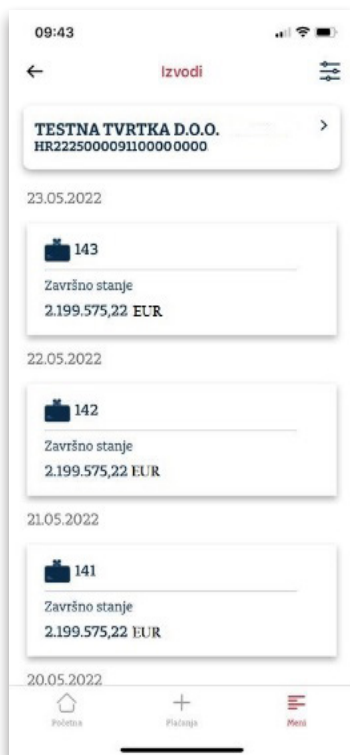 09:43
Izvodi
TESTNA TVRTKA D.O.O.
HR2225000091100000000
23.05.2022
143
Završno stanje
2.199.575,22 EUR
22.05.2022
142
Završno stanje
2.199.575,22 EUR
21.05.2022
141
Završno stanje
2.199.575,22 EUR
20.05.2022
Početna Plaćanja Meni